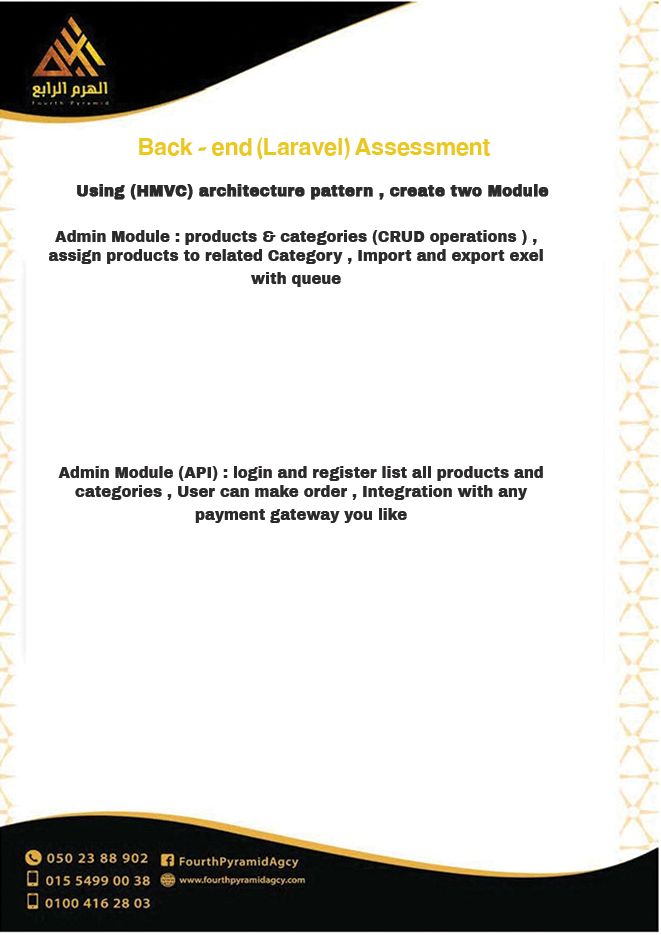 الهرم الرابع
Fourth Pyramid
Back - end (Laravel) Assessment
Using (HMVC) architecture pattern , create two Module
Admin Module : products & categories (CRUD operations ) ,
assign products to related Category , Import and export exel
with queue
Admin Module (API) : login and register list all products and
categories , User can make order , Integration with any
payment gateway you like
050 23 88 902 FourthPyramidAgcy
015 5499 00 38 www.fourthpyramidagcy.com
0100 416 28 03